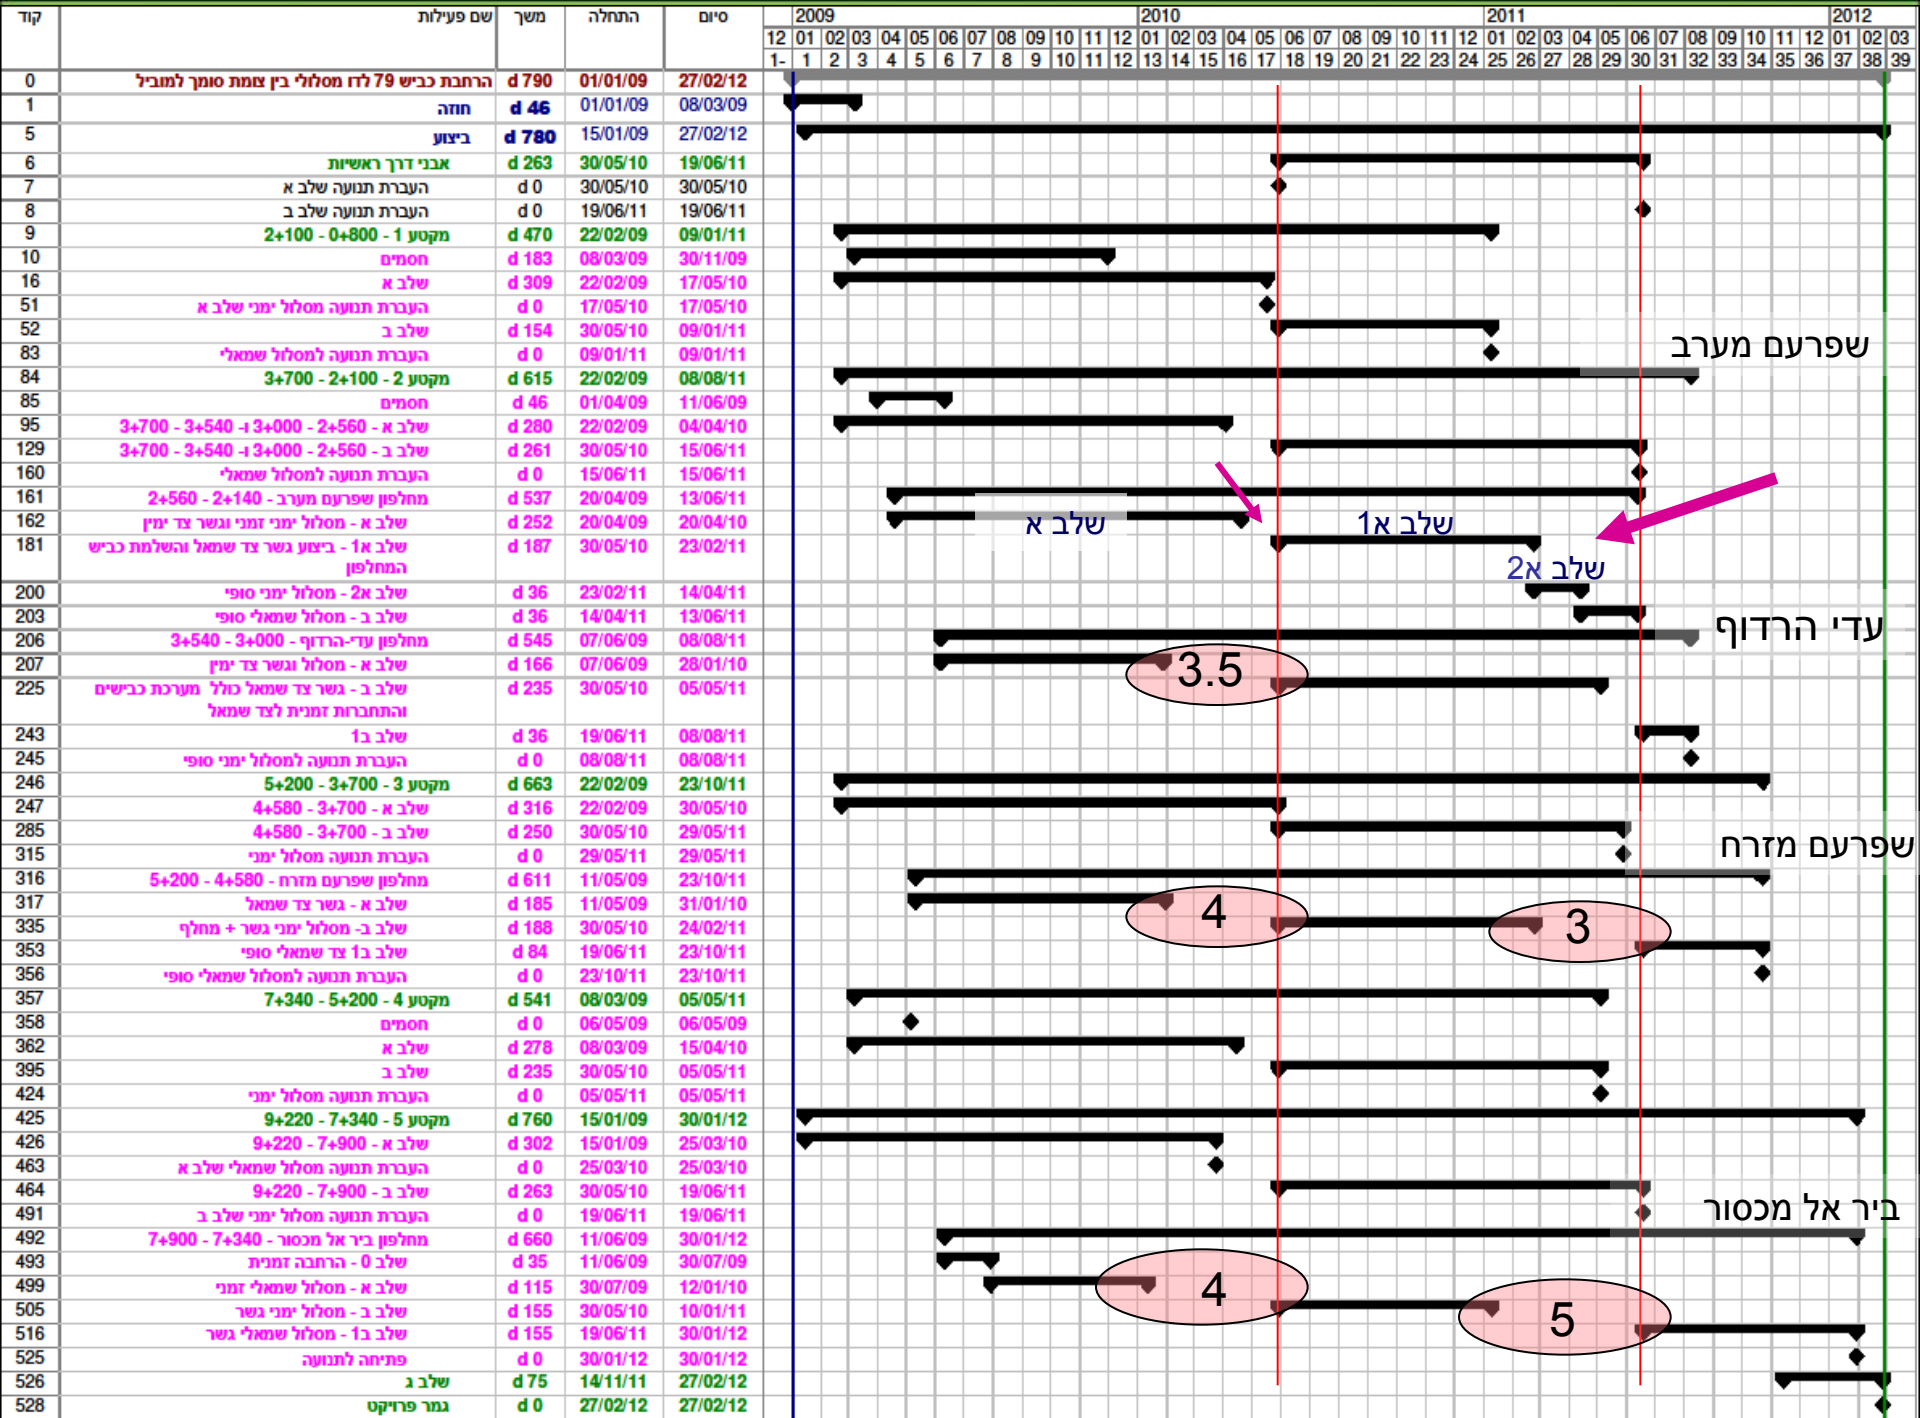 קוד שם פעילות משך התחלה סיום
2009 2010 2011 2012
12 01 02 03 04 05 06 07 08 09 10 11 12 01 02 03 04 05 06 07 08 09 10 11 12 01 02 03 04 05 06 07 08 09 10 11 12 01 02 03
1- 1 2 3 4 5 6 7 8 9 10 11 12 13 14 15 16 17 18 19 20 21 22 23 24 25 26 27 28 29 30 31 32 33 34 35 36 37 38 39
0 הרחבת כביש 79 לדו מסלולי בין צומת סומך למוביל 790 d 01/01/09 27/02/12
1 חוזה 46 d 01/01/09 08/03/09
5 ביצוע 780 d 15/01/09 27/02/12
6 אבני דרך ראשיות 263 d 30/05/10 19/06/11
7 העברת תנועה שלב א 0 d 30/05/10 30/05/10
8 העברת תנועה שלב ב 0 d 19/06/11 19/06/11
9 מקטע 1 - 0+800 - 2+100 470 d 22/02/09 09/01/11
10 חסמים 183 d 08/03/09 30/11/09
16 שלב א 309 d 22/02/09 17/05/10
51 העברת תנועה מסלול ימני שלב א 0 d 17/05/10 17/05/10
52 שלב ב 154 d 30/05/10 09/01/11
83 העברת תנועה למסלול שמאלי 0 d 09/01/11 09/01/11
שפרעם מערב
84 מקטע 2 - 2+100 - 3+700 615 d 22/02/09 08/08/11
85 חסמים 46 d 01/04/09 11/06/09
95 שלב א - 2+560 - 3+000 ו- 3+540 - 3+700 280 d 22/02/09 04/04/10
129 שלב ב - 2+560 - 3+000 ו- 3+540 - 3+700 261 d 30/05/10 15/06/11
160 העברת תנועה למסלול שמאלי 0 d 15/06/11 15/06/11
161 מחלפון שפרעם מערב - 2+140 - 2+560 537 d 20/04/09 13/06/11
162 שלב א - מסלול ימני זמני וגשר צד ימין 252 d 20/04/09 20/04/10
שלב א שלב א1
181 שלב א1 - ביצוע גשר צד שמאל והשלמת כביש 187 d 30/05/10 23/02/11
המחלפון
שלב א2
200 שלב א2 - מסלול ימני סופי 36 d 23/02/11 14/04/11
203 שלב ב - מסלול שמאלי סופי 36 d 14/04/11 13/06/11
עדי הרדוף
206 מחלפון עדי-הרדוף - 3+000 - 3+540 545 d 07/06/09 08/08/11
207 שלב א - מסלול וגשר צד ימין 166 d 07/06/09 28/01/10
3.5
225 שלב ב - גשר צד שמאל כולל מערכת כבישים 235 d 30/05/10 05/05/11
והתחברות זמנית לצד שמאל
243 שלב ב1 36 d 19/06/11 08/08/11
245 העברת תנועה למסלול ימני סופי 0 d 08/08/11 08/08/11
246 מקטע 3 - 3+700 - 5+200 663 d 22/02/09 23/10/11
247 שלב א - 3+700 - 4+580 316 d 22/02/09 30/05/10
285 שלב ב - 3+700 - 4+580 250 d 30/05/10 29/05/11
שפרעם מזרח
315 העברת תנועה מסלול ימני 0 d 29/05/11 29/05/11
316 מחלפון שפרעם מזרח - 4+580 - 5+200 611 d 11/05/09 23/10/11
317 שלב א - גשר צד שמאל 185 d 11/05/09 31/01/10
4 3
335 שלב ב- מסלול ימני גשר + מחלף 188 d 30/05/10 24/02/11
353 שלב ב1 צד שמאלי סופי 84 d 19/06/11 23/10/11
356 העברת תנועה למסלול שמאלי סופי 0 d 23/10/11 23/10/11
357 מקטע 4 - 5+200 - 7+340 541 d 08/03/09 05/05/11
358 חסמים 0 d 06/05/09 06/05/09
362 שלב א 278 d 08/03/09 15/04/10
395 שלב ב 235 d 30/05/10 05/05/11
424 העברת תנועה מסלול ימני 0 d 05/05/11 05/05/11
425 מקטע 5 - 7+340 - 9+220 760 d 15/01/09 30/01/12
426 שלב א - 7+900 - 9+220 302 d 15/01/09 25/03/10
463 העברת תנועה מסלול שמאלי שלב א 0 d 25/03/10 25/03/10
464 שלב ב - 7+900 - 9+220 263 d 30/05/10 19/06/11
ביר אל מכסור
491 העברת תנועה מסלול ימני שלב ב 0 d 19/06/11 19/06/11
492 מחלפון ביר אל מכסור - 7+340 - 7+900 660 d 11/06/09 30/01/12
493 שלב 0 - הרחבה זמנית 35 d 11/06/09 30/07/09
499 שלב א - מסלול שמאלי זמני 115 d 30/07/09 12/01/10
4 5
505 שלב ב - מסלול ימני גשר 155 d 30/05/10 10/01/11
516 שלב ב1 - מסלול שמאלי גשר 155 d 19/06/11 30/01/12
525 פתיחה לתנועה 0 d 30/01/12 30/01/12
526 שלב ג 75 d 14/11/11 27/02/12
528 גמר פרויקט 0 d 27/02/12 27/02/12